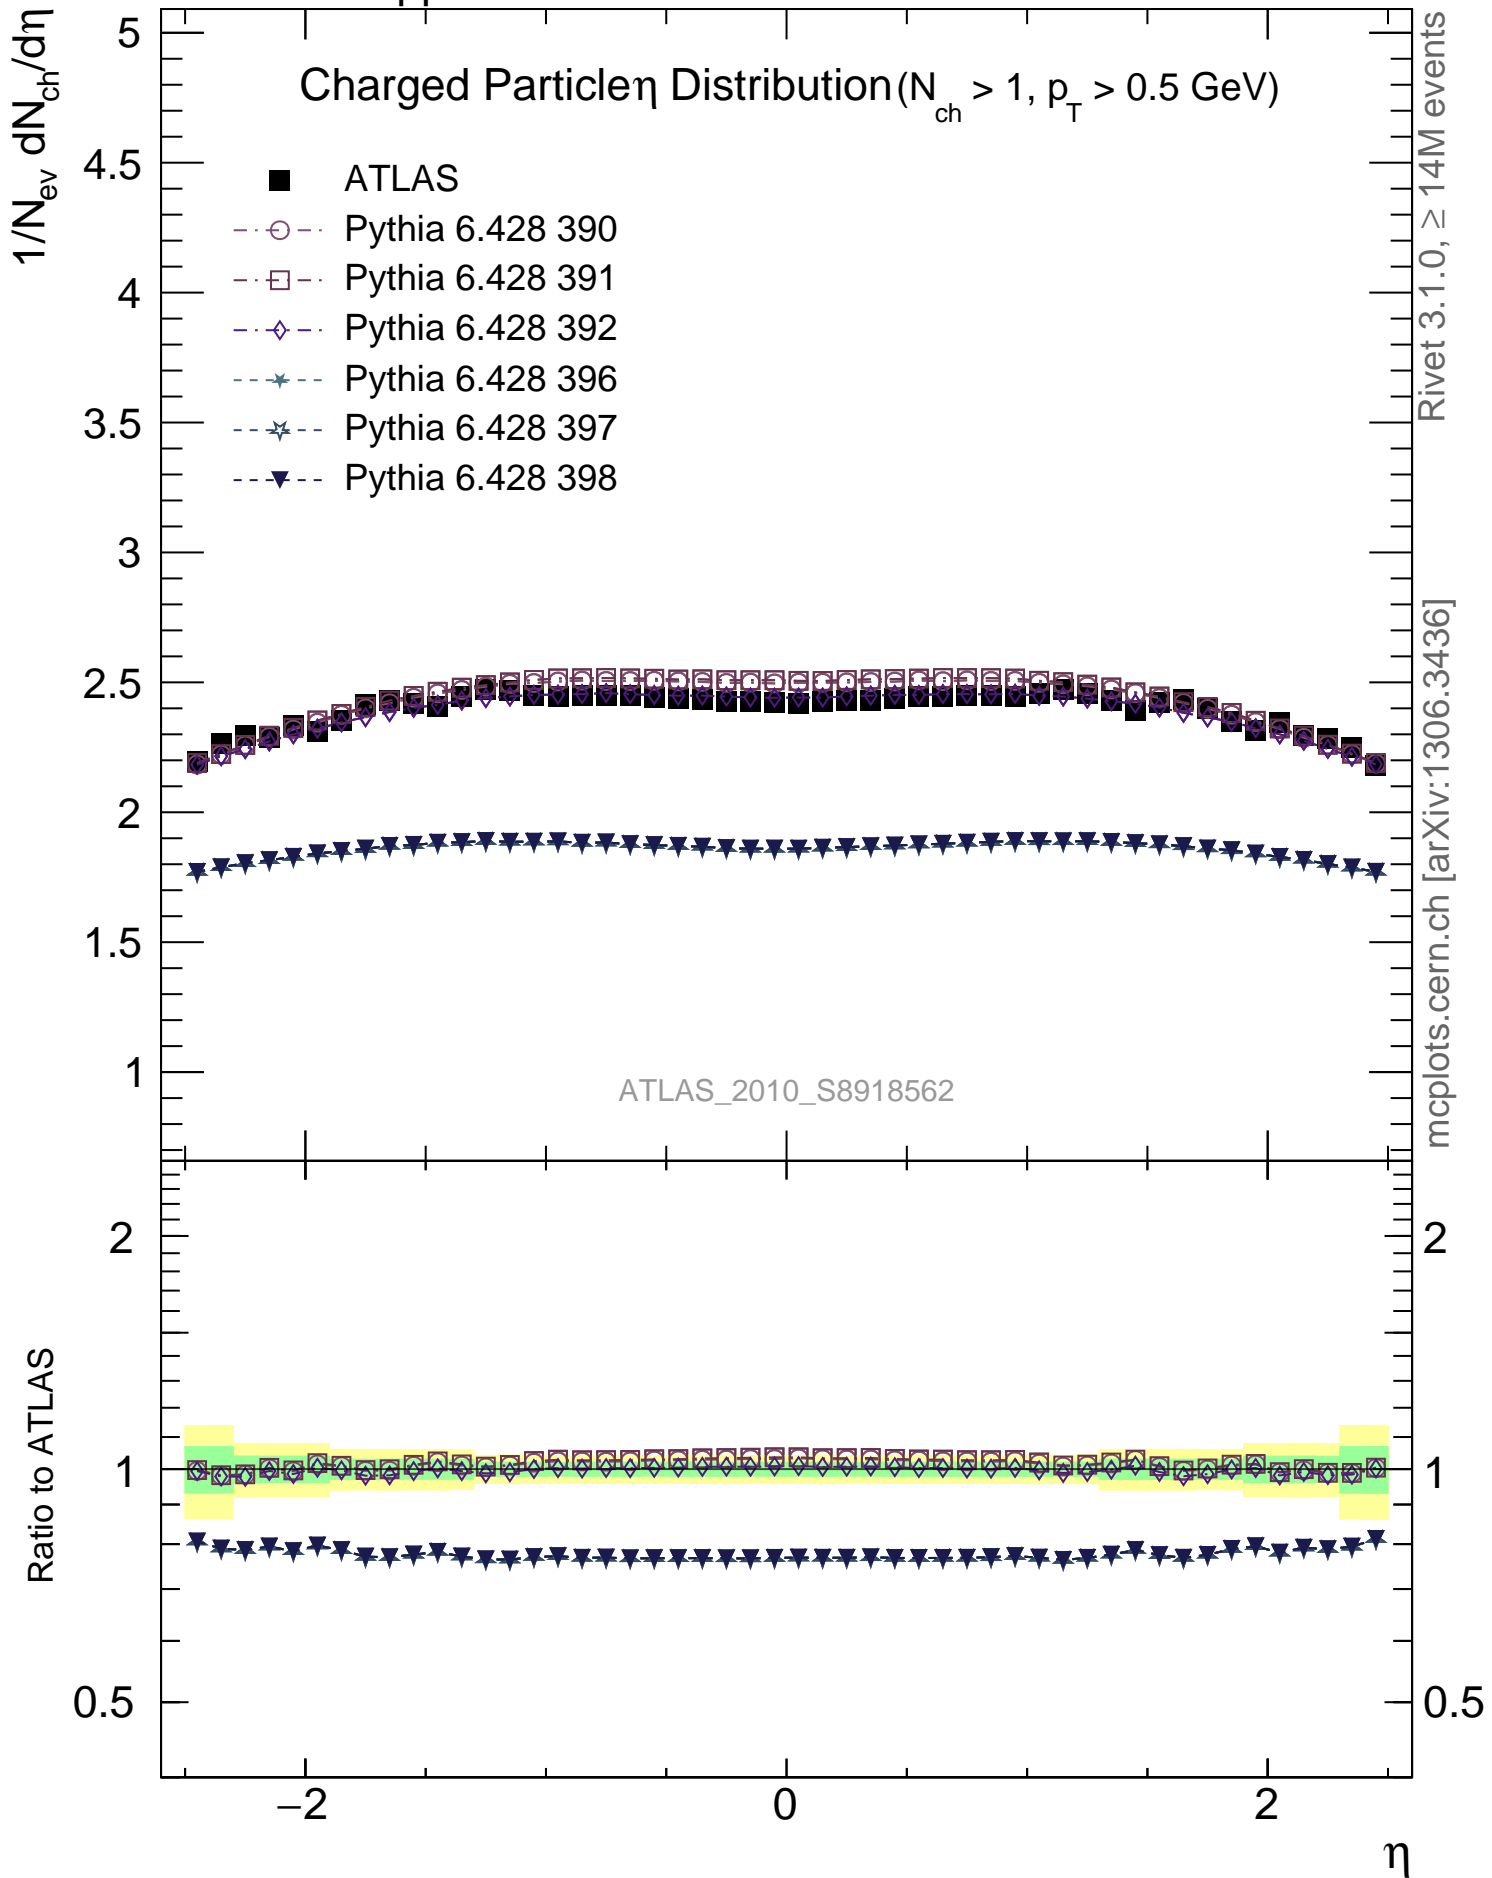 pp
Charged Particleη Distribution(N_ch > 1, p_T > 0.5 GeV)
1/N_ev dN_ch/dη
ATLAS
Pythia 6.428 390
Pythia 6.428 391
Pythia 6.428 392
Pythia 6.428 396
Pythia 6.428 397
Pythia 6.428 398
5
4.5
4
3.5
3
2.5
2
1.5
1
ATLAS_2010_S8918562
Rivet 3.1.0, ≥ 14M events
mcplots.cern.ch [arXiv:1306.3436]
Ratio to ATLAS
2
1
0.5
2
1
0.5
−2
0
2
η